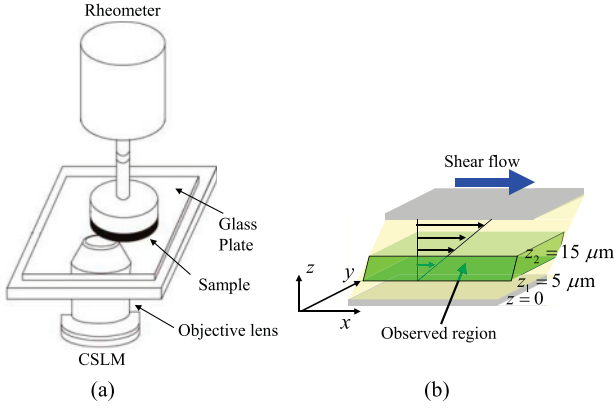 Rheometer
Glass
Plate
Sample
Objective lens
CSLM
(a)
Shear flow
z₂ = 15 μm
z₁ = 5 μm
z = 0
z
y
x
Observed region
(b)